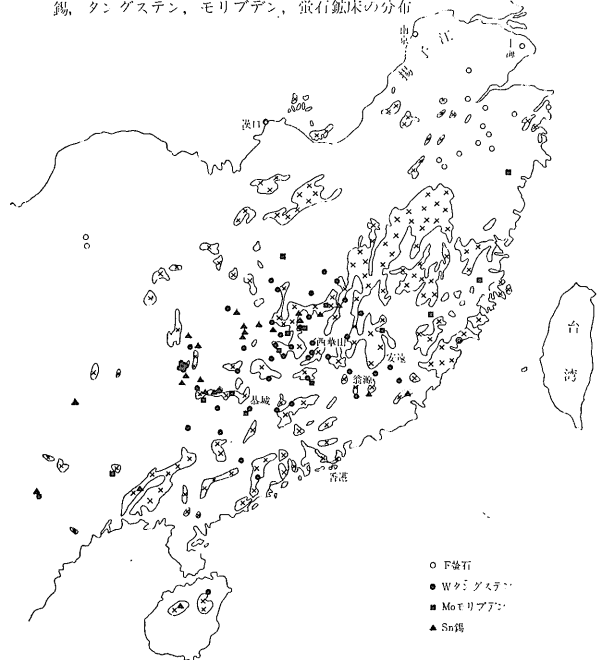 錫，タングステン，モリブデン，螢石鉱床の分布
南京
揚子江
上海
漢口
台湾
西華山
安遠
翁源
恭城
香港
F螢石
Wタングステン
Moモリブデン
Sn錫